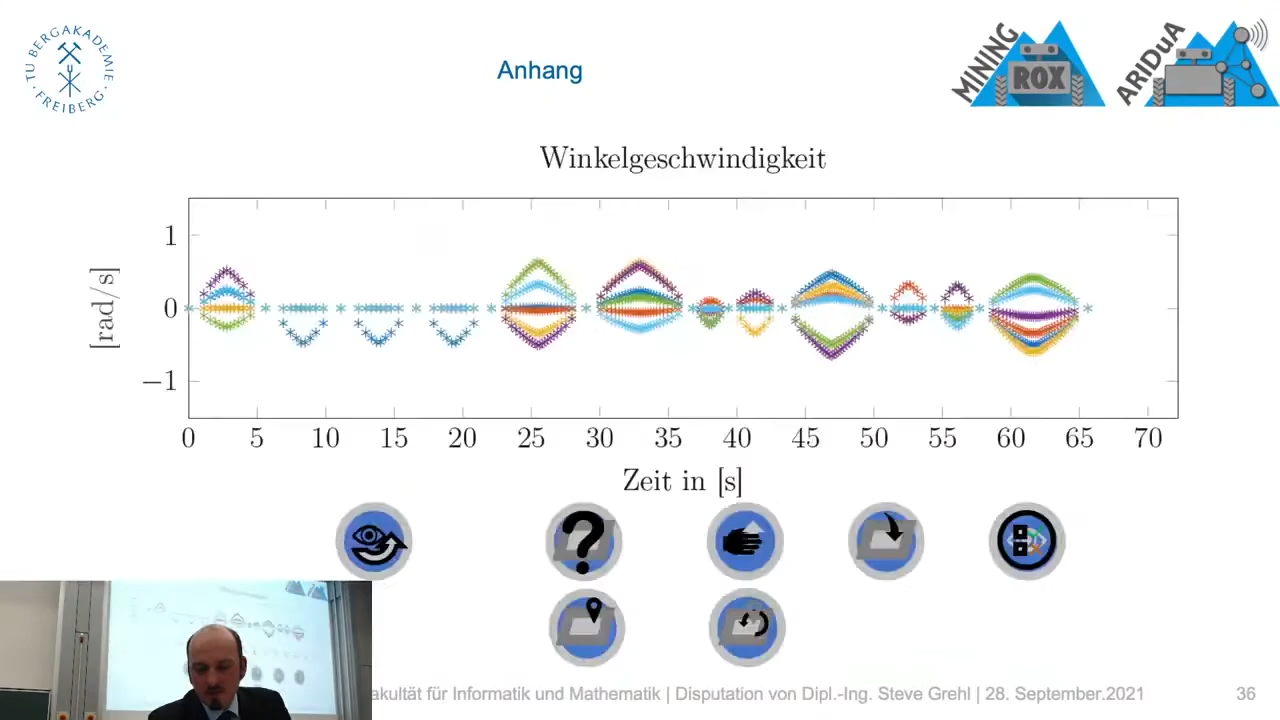 TU BERGAKADEMIE
· FREIBERG ·
Anhang
MINING
ROX
ARIDuA
Winkelgeschwindigkeit
[rad/s]
1
0
−1
0 5 10 15 20 25 30 35 40 45 50 55 60 65 70
Zeit in [s]
?
akultät für Informatik und Mathematik | Disputation von Dipl.-Ing. Steve Grehl | 28. September.2021
36